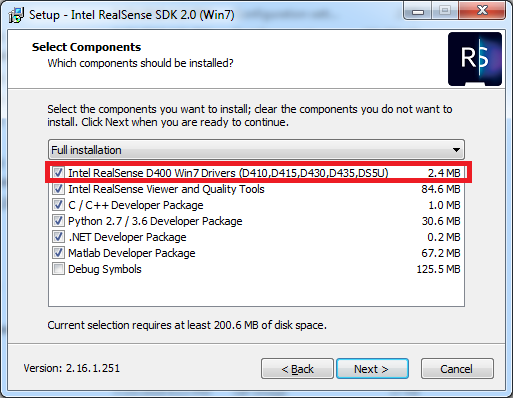 Setup - Intel RealSense SDK 2.0 (Win7)
Select Components
Which components should be installed?
RS
Select the components you want to install; clear the components you do not want to
install. Click Next when you are ready to continue.
Full installation
Intel RealSense D400 Win7 Drivers (D410,D415,D430,D435,DS5U) 2.4 MB
Intel RealSense Viewer and Quality Tools 84.6 MB
C / C++ Developer Package 1.0 MB
Python 2.7 / 3.6 Developer Package 30.6 MB
.NET Developer Package 0.2 MB
Matlab Developer Package 67.2 MB
Debug Symbols 125.5 MB
Current selection requires at least 200.6 MB of disk space.
Version: 2.16.1.251
< Back Next > Cancel